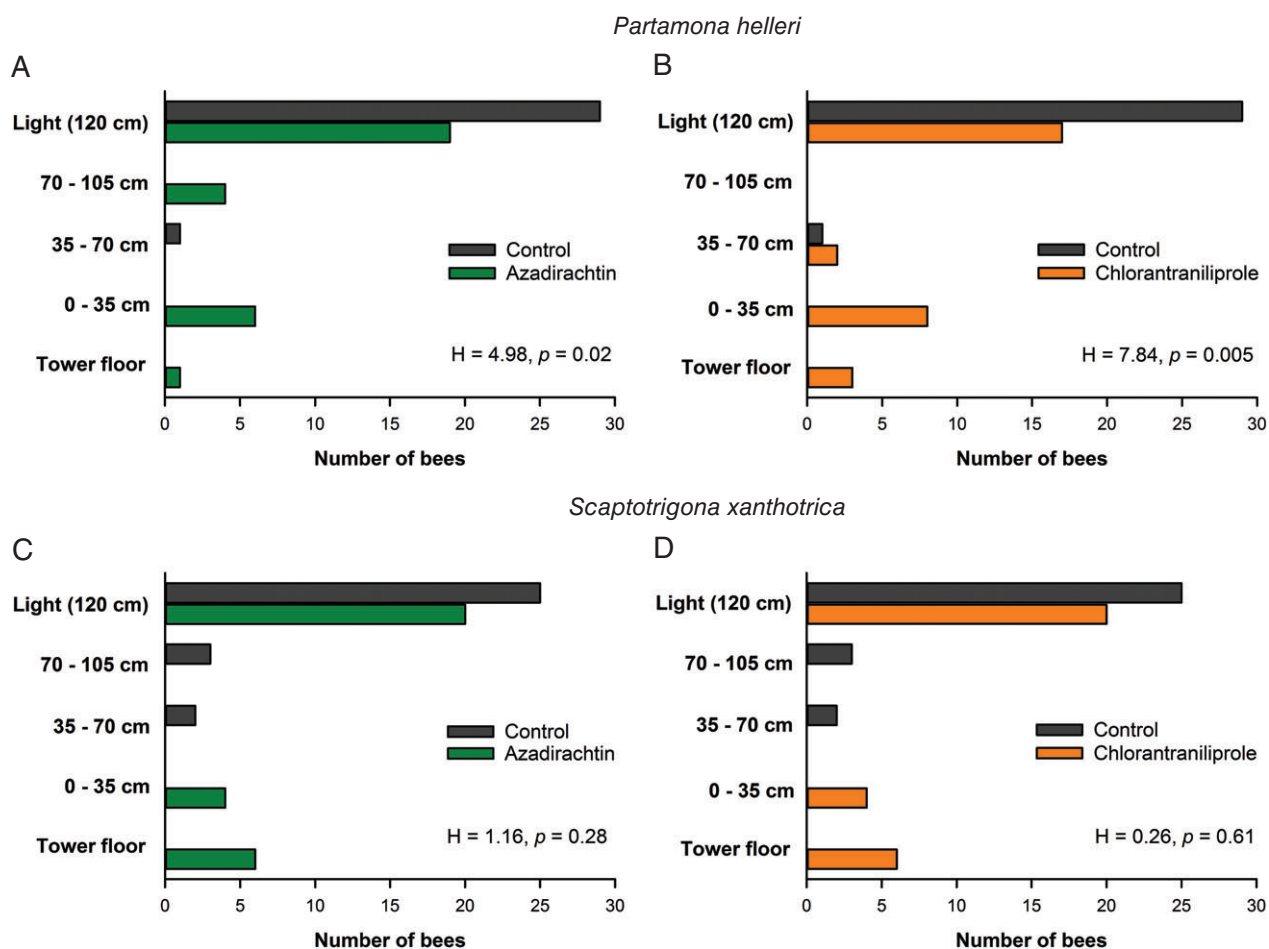 Partamona helleri
A
Light (120 cm)
70 - 105 cm
35 - 70 cm
0 - 35 cm
Tower floor
Control
Azadirachtin
H = 4.98, p = 0.02
0 5 10 15 20 25 30
Number of bees
B
Light (120 cm)
70 - 105 cm
35 - 70 cm
0 - 35 cm
Tower floor
Control
Chlorantraniliprole
H = 7.84, p = 0.005
0 5 10 15 20 25 30
Number of bees
Scaptotrigona xanthotrica
C
Light (120 cm)
70 - 105 cm
35 - 70 cm
0 - 35 cm
Tower floor
Control
Azadirachtin
H = 1.16, p = 0.28
0 5 10 15 20 25 30
Number of bees
D
Light (120 cm)
70 - 105 cm
35 - 70 cm
0 - 35 cm
Tower floor
Control
Chlorantraniliprole
H = 0.26, p = 0.61
0 5 10 15 20 25 30
Number of bees